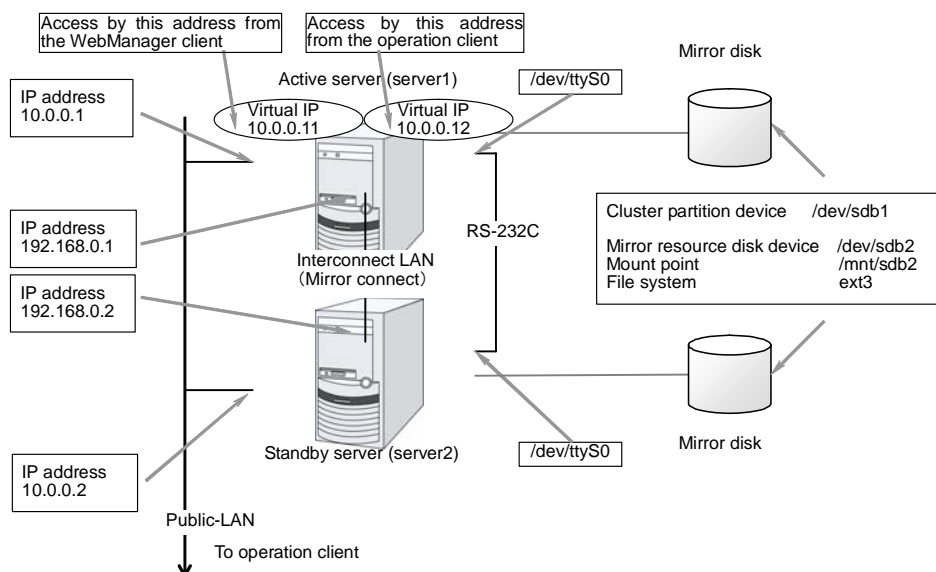 Access by this address from
the WebManager client
Access by this address
from the operation client
Mirror disk
Active server (server1)
/dev/ttyS0
IP address
10.0.0.1
Virtual IP
10.0.0.11
Virtual IP
10.0.0.12
Cluster partition device /dev/sdb1
Mirror resource disk device /dev/sdb2
Mount point /mnt/sdb2
File system ext3
IP address
192.168.0.1
RS-232C
Interconnect LAN
(Mirror connect)
IP address
192.168.0.2
Standby server (server2)
/dev/ttyS0
Mirror disk
IP address
10.0.0.2
Public-LAN
To operation client